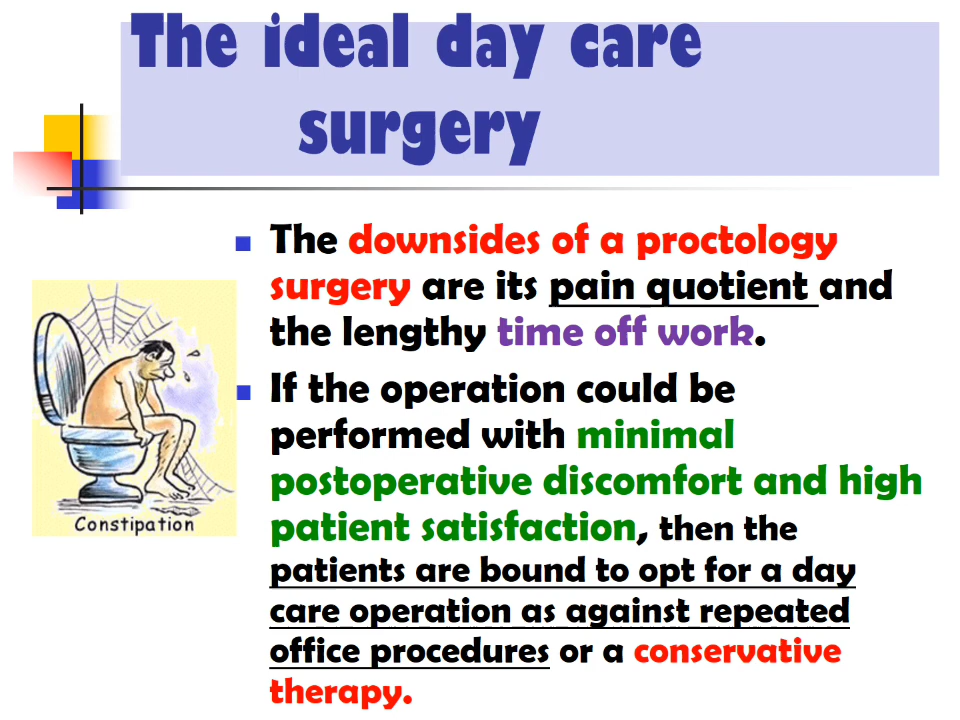 The ideal day care
surgery
The downsides of a proctology
surgery are its pain quotient and
the lengthy time off work.
If the operation could be
performed with minimal
postoperative discomfort and high
patient satisfaction, then the
patients are bound to opt for a day
care operation as against repeated
office procedures or a conservative
therapy.
Constipation